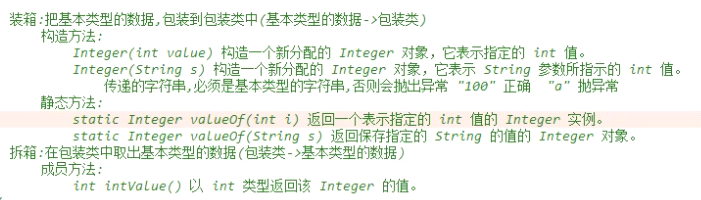 装箱:把基本类型的数据,包装到包装类中(基本类型的数据->包装类)
构造方法:
Integer(int value) 构造一个新分配的 Integer 对象，它表示指定的 int 值。
Integer(String s) 构造一个新分配的 Integer 对象，它表示 String 参数所指示的 int 值。
传递的字符串,必须是基本类型的字符串,否则会抛出异常 "100" 正确 "a" 抛异常
静态方法:
static Integer valueOf(int i) 返回一个表示指定的 int 值的 Integer 实例。
static Integer valueOf(String s) 返回保存指定的 String 的值的 Integer 对象。
拆箱:在包装类中取出基本类型的数据(包装类->基本类型的数据)
成员方法:
int intValue() 以 int 类型返回该 Integer 的值。